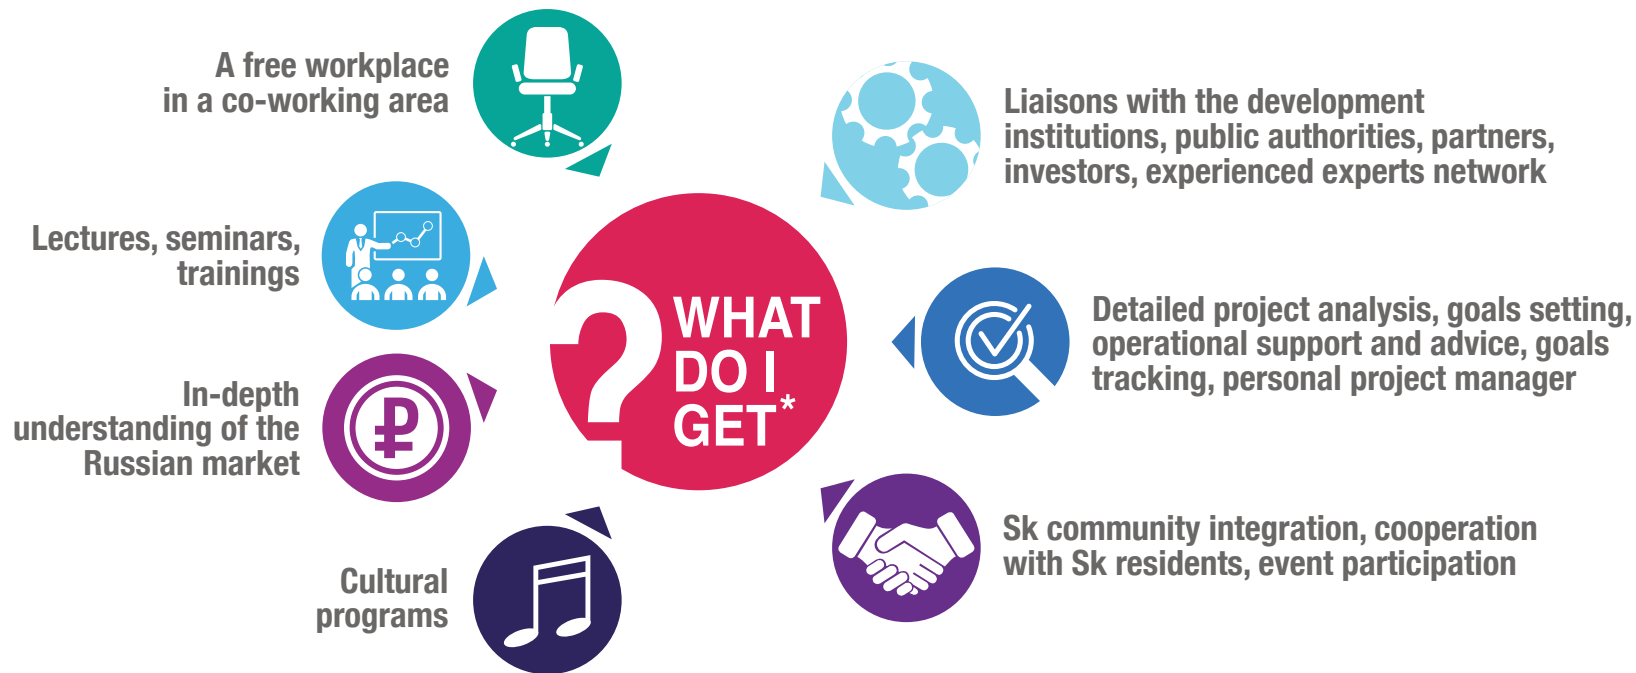 A free workplace
in a co-working area
Lectures, seminars,
trainings
In-depth
understanding of the
Russian market
Cultural
programs
? WHAT
DO I
GET*
Liaisons with the development
institutions, public authorities, partners,
investors, experienced experts network
Detailed project analysis, goals setting,
operational support and advice, goals
tracking, personal project manager
Sk community integration, cooperation
with Sk residents, event participation